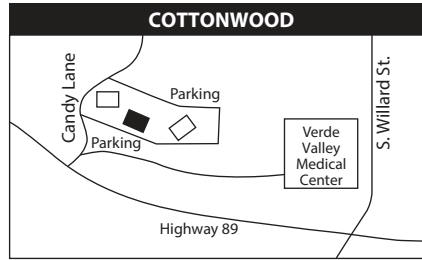 COTTONWOOD
Candy Lane
Parking
Parking
S. Willard St.
Verde
Valley
Medical
Center
Highway 89